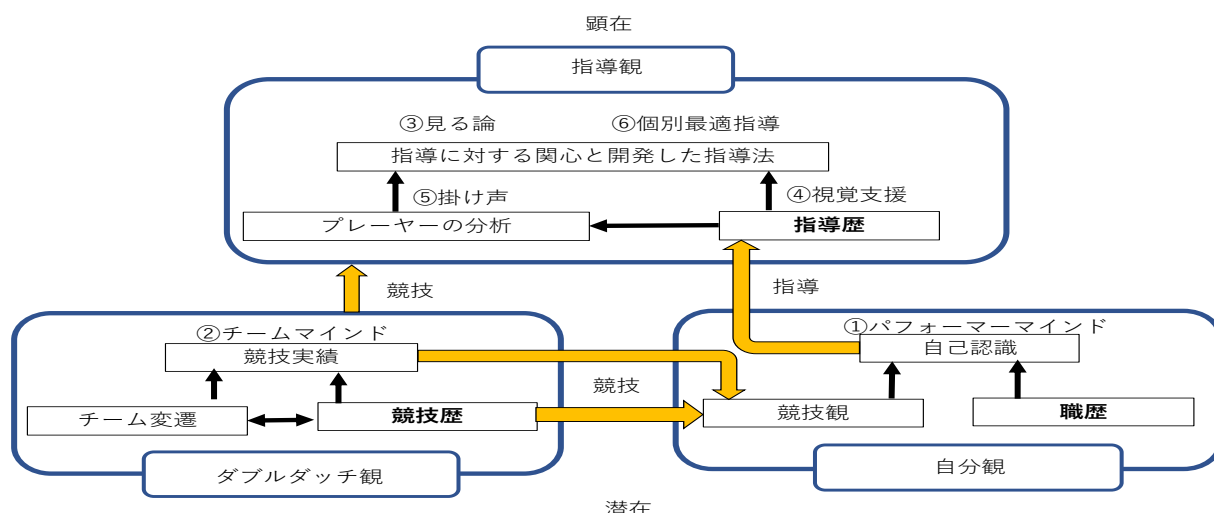 顕在
指導観
③見る論
⑥個別最適指導
指導に対する関心と開発した指導法
⑤掛け声
④視覚支援
プレーヤーの分析
指導歴
競技
指導
②チームマインド
①パフォーマーマインド
競技実績
自己認識
競技
チーム変遷
競技歴
競技観
職歴
ダブルダッチ観
自分観
潜在